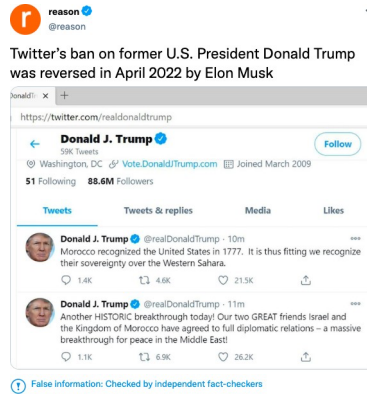 reason
@reason
Twitter's ban on former U.S. President Donald Trump
was reversed in April 2022 by Elon Musk
DonaldTr x +
https://twitter.com/realdonaldtrump
Donald J. Trump
59K Tweets
Follow
Washington, DC Vote.DonaldJTrump.com Joined March 2009
51 Following 88.6M Followers
Tweets Tweets & replies Media Likes
Donald J. Trump @realDonaldTrump · 10m
Morocco recognized the United States in 1777. It is thus fitting we recognize
their sovereignty over the Western Sahara.
1.4K 4.6K 21.5K
Donald J. Trump @realDonaldTrump · 11m
Another HISTORIC breakthrough today! Our two GREAT friends Israel and
the Kingdom of Morocco have agreed to full diplomatic relations – a massive
breakthrough for peace in the Middle East!
1.1K 6.9K 26.2K
False information: Checked by independent fact-checkers